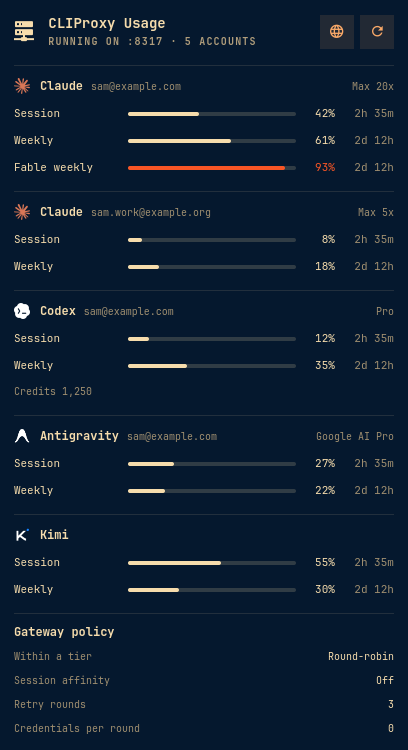 CLIProxy Usage
RUNNING ON :8317 · 5 ACCOUNTS
Claude sam@example.com Max 20x
Session 42% 2h 35m
Weekly 61% 2d 12h
Fable weekly 93% 2d 12h
Claude sam.work@example.org Max 5x
Session 8% 2h 35m
Weekly 18% 2d 12h
Codex sam@example.com Pro
Session 12% 2h 35m
Weekly 35% 2d 12h
Credits 1,250
Antigravity sam@example.com Google AI Pro
Session 27% 2h 35m
Weekly 22% 2d 12h
Kimi
Session 55% 2h 35m
Weekly 30% 2d 12h
Gateway policy
Within a tier Round-robin
Session affinity Off
Retry rounds 3
Credentials per round 0